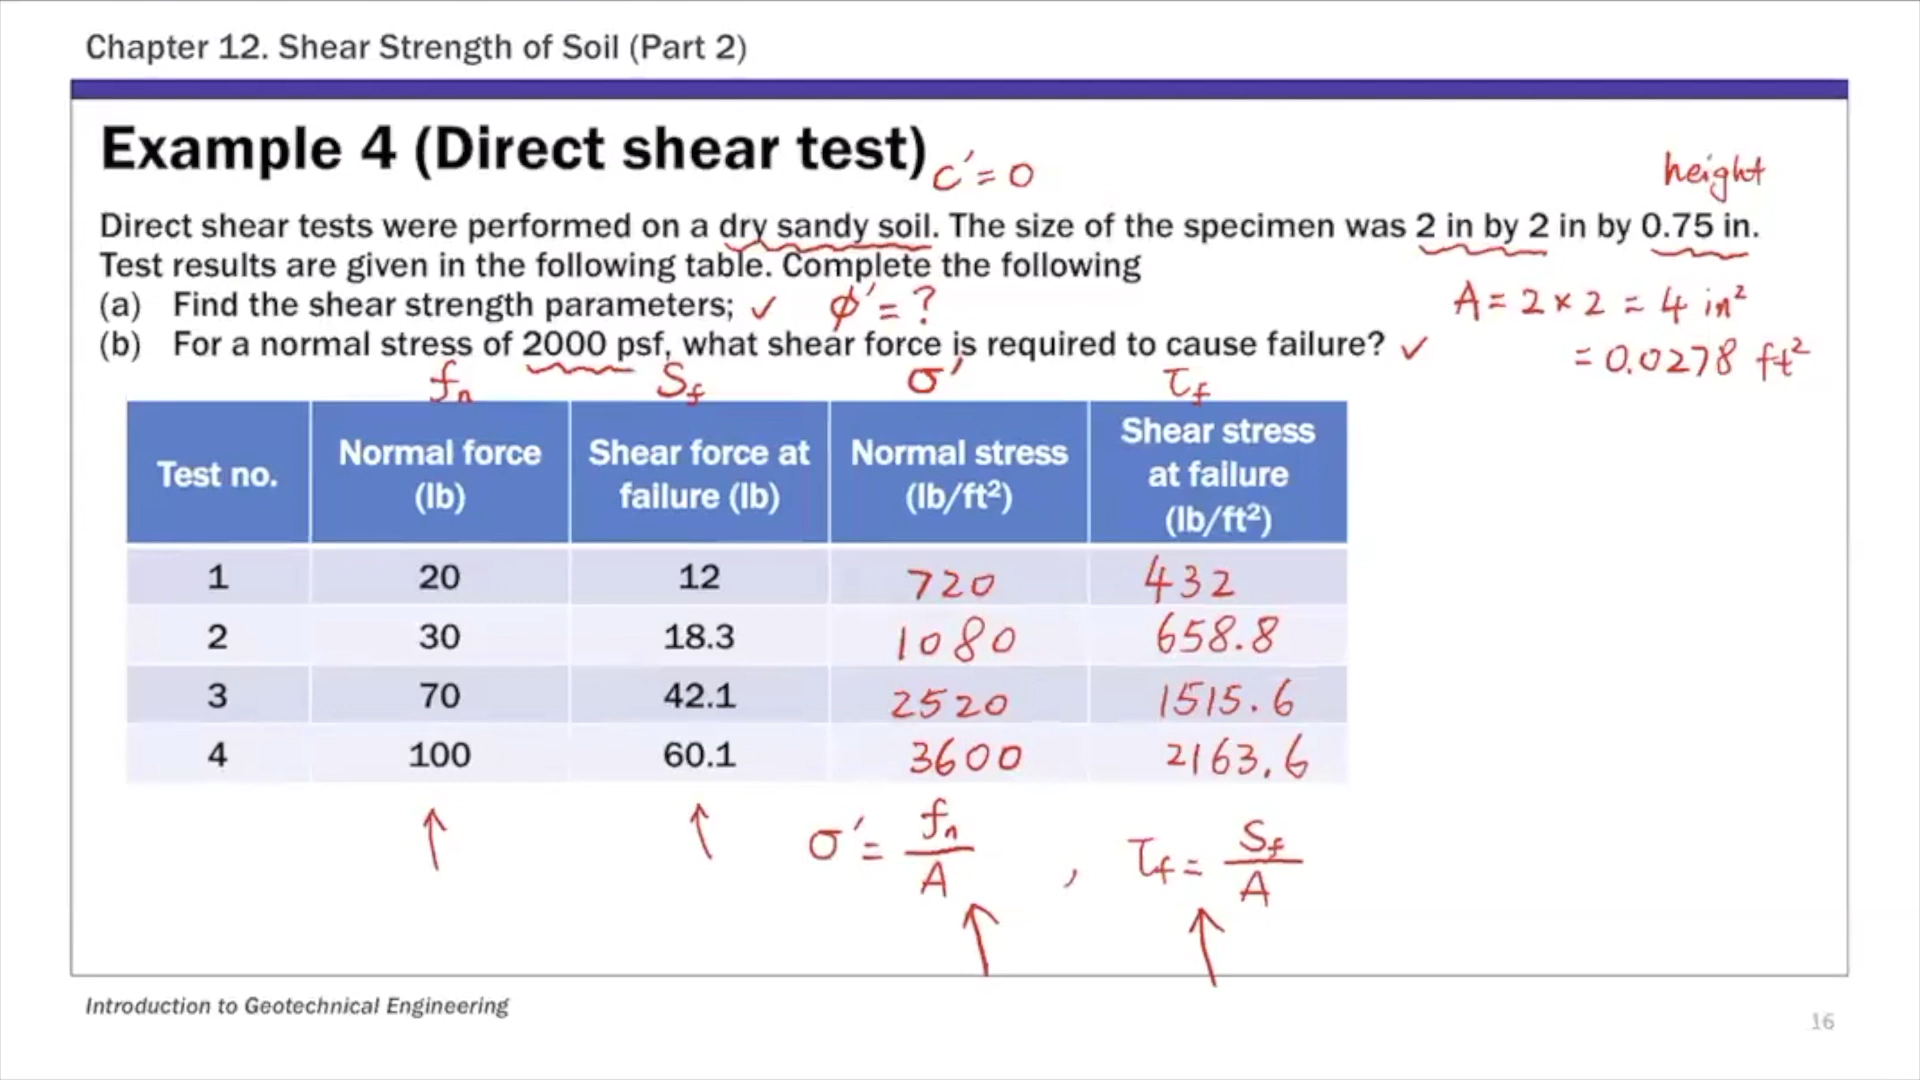 Chapter 12. Shear Strength of Soil (Part 2)
Example 4 (Direct shear test) c' = 0
height
Direct shear tests were performed on a dry sandy soil. The size of the specimen was 2 in by 2 in by 0.75 in.
Test results are given in the following table. Complete the following
(a) Find the shear strength parameters; ✓ ϕ' = ?
A = 2 × 2 = 4 in²
(b) For a normal stress of 2000 psf, what shear force is required to cause failure? ✓
= 0.0278 ft²
fn Sf σ' τf
Test no. Normal force (lb) Shear force at failure (lb) Normal stress (lb/ft²) Shear stress at failure (lb/ft²)
1 20 12 720 432
2 30 18.3 1080 658.8
3 70 42.1 2520 1515.6
4 100 60.1 3600 2163.6
σ' = fn/A , τf = Sf/A
Introduction to Geotechnical Engineering
16